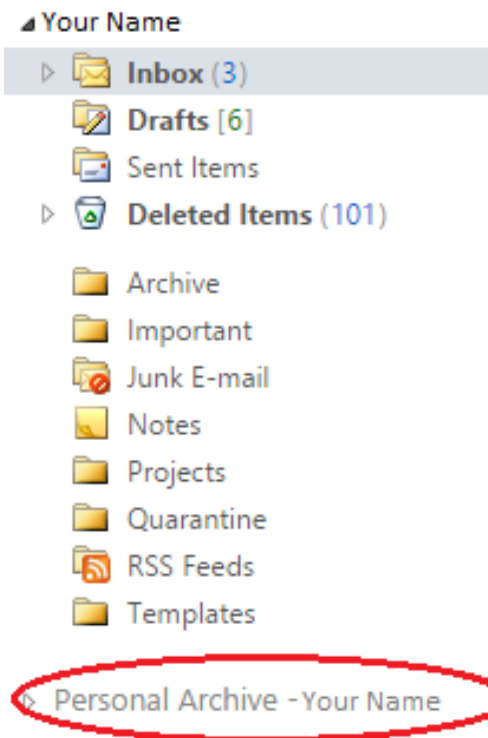 Your Name
Inbox (3)
Drafts [6]
Sent Items
Deleted Items (101)
Archive
Important
Junk E-mail
Notes
Projects
Quarantine
RSS Feeds
Templates
Personal Archive - Your Name